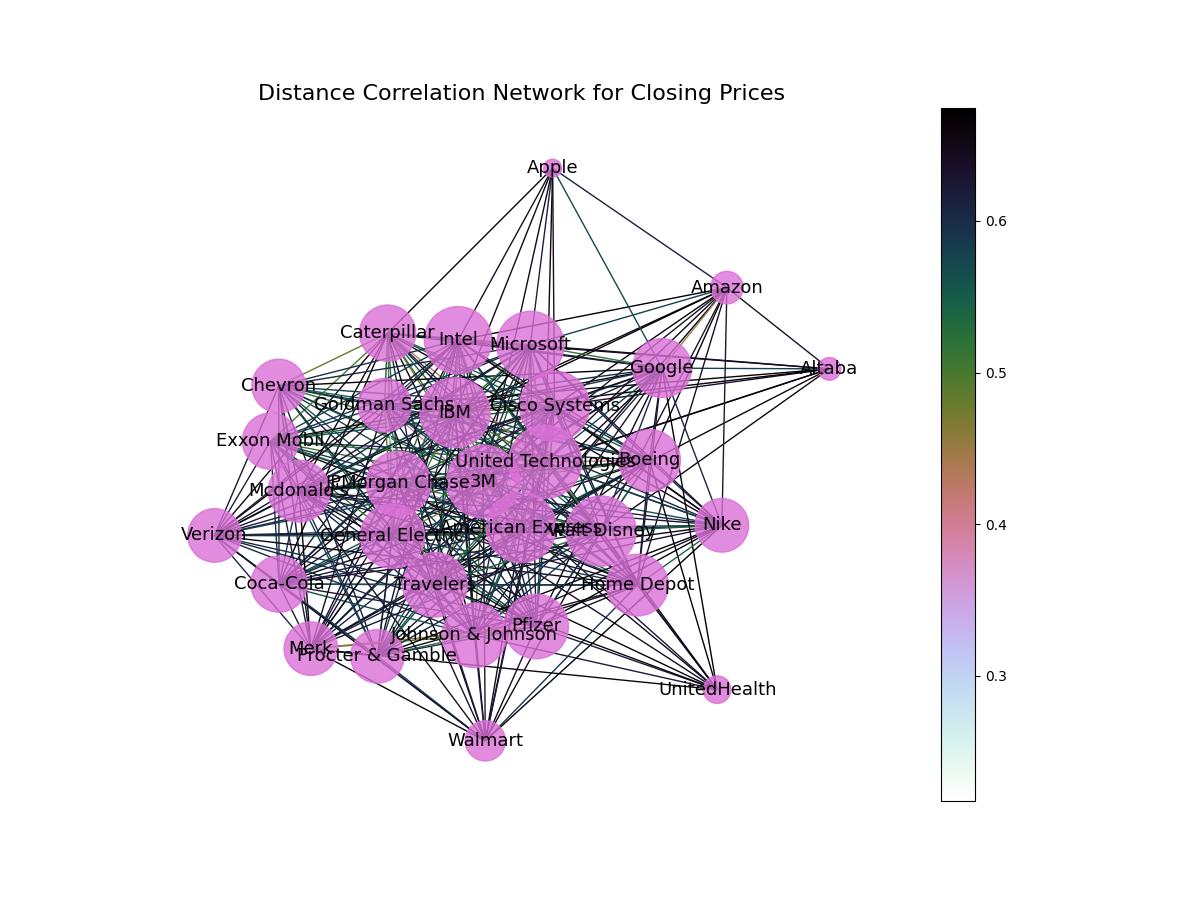 Distance Correlation Network for Closing Prices
Apple
Amazon
Caterpillar
Intel
Microsoft
Google
Altaba
Chevron
Goldman Sachs
IBM
Cisco Systems
Exxon Mobil
United Technologies
Boeing
Mcdonald's
JPMorgan Chase
3M
Verizon
General Electric
American Express
Walt Disney
Nike
Coca-Cola
Travelers
Home Depot
Merk
Procter & Gamble
Johnson & Johnson
Pfizer
UnitedHealth
Walmart
0.6
0.5
0.4
0.3